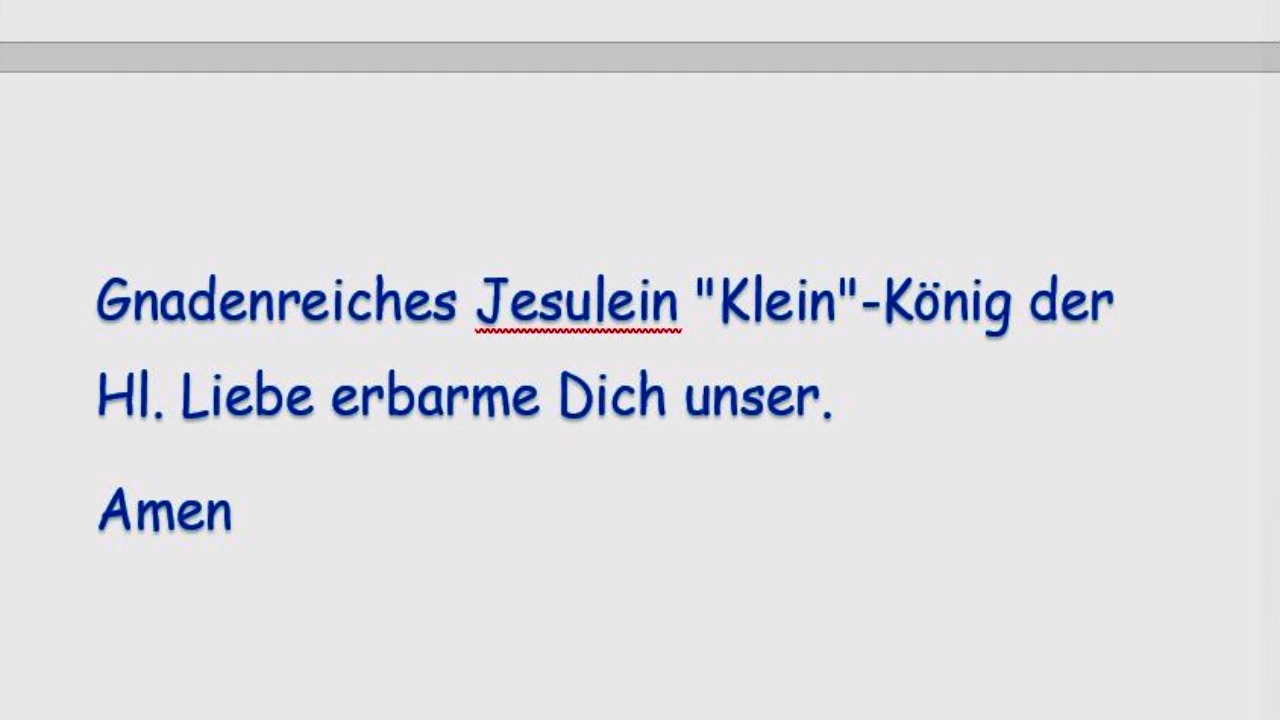 Gnadenreiches Jesulein "Klein"-König der
Hl. Liebe erbarme Dich unser.
Amen